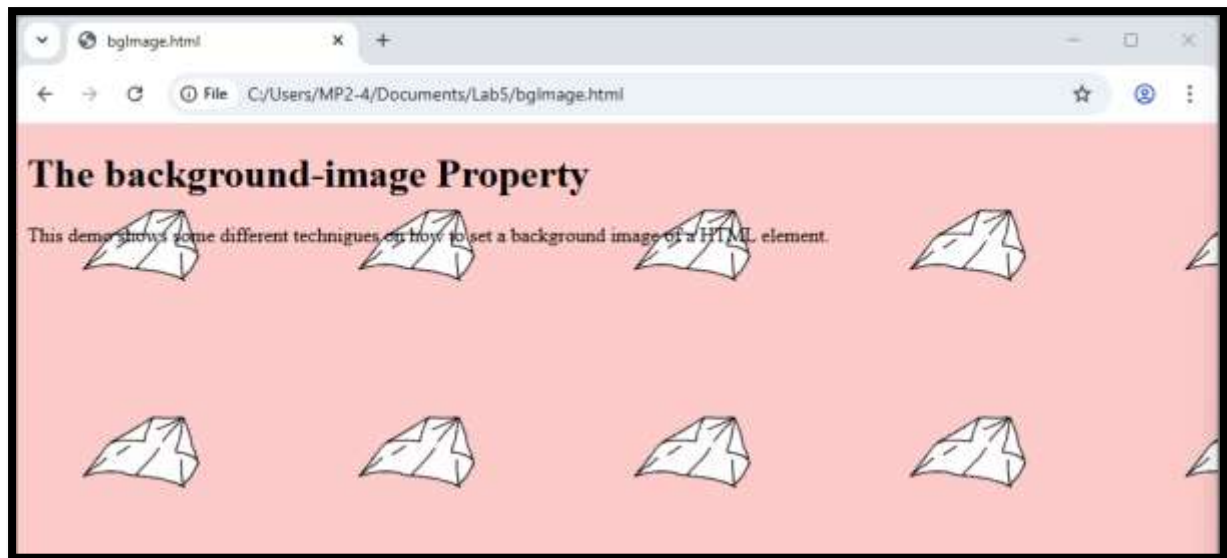 bgImage.html
File C:/Users/MP2-4/Documents/Lab5/bgImage.html
The background-image Property
This demo shows some different technigues on how to set a background image of a HTML element.